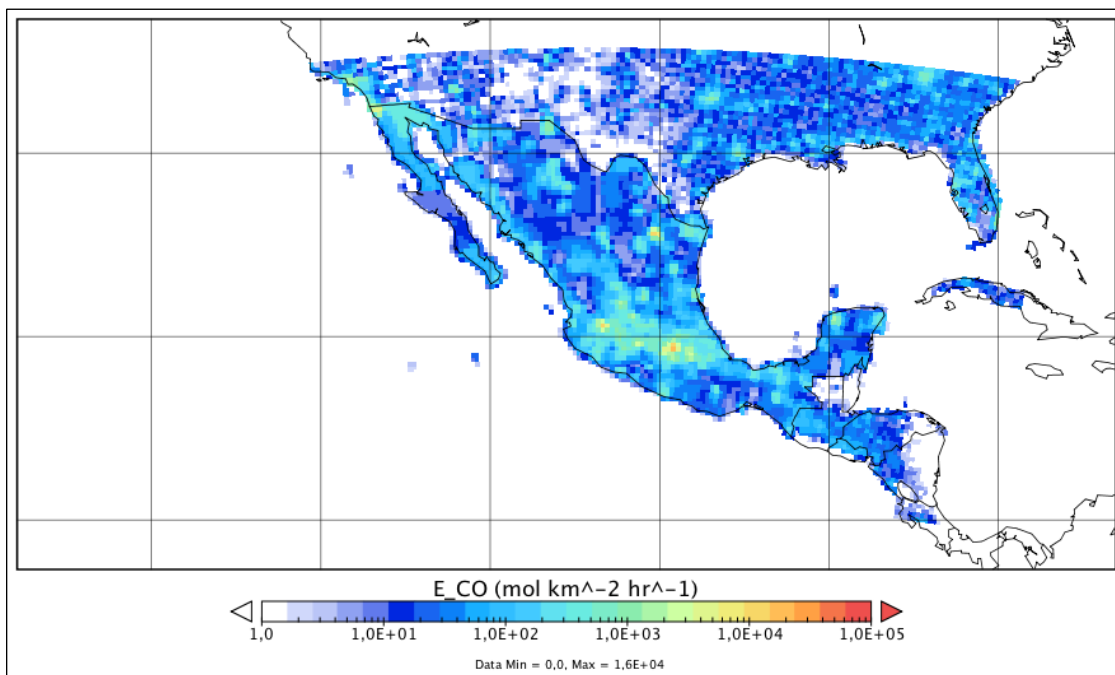 E_CO (mol km^-2 hr^-1)
1,0 1,0E+01 1,0E+02 1,0E+03 1,0E+04 1,0E+05
Data Min = 0,0, Max = 1,6E+04